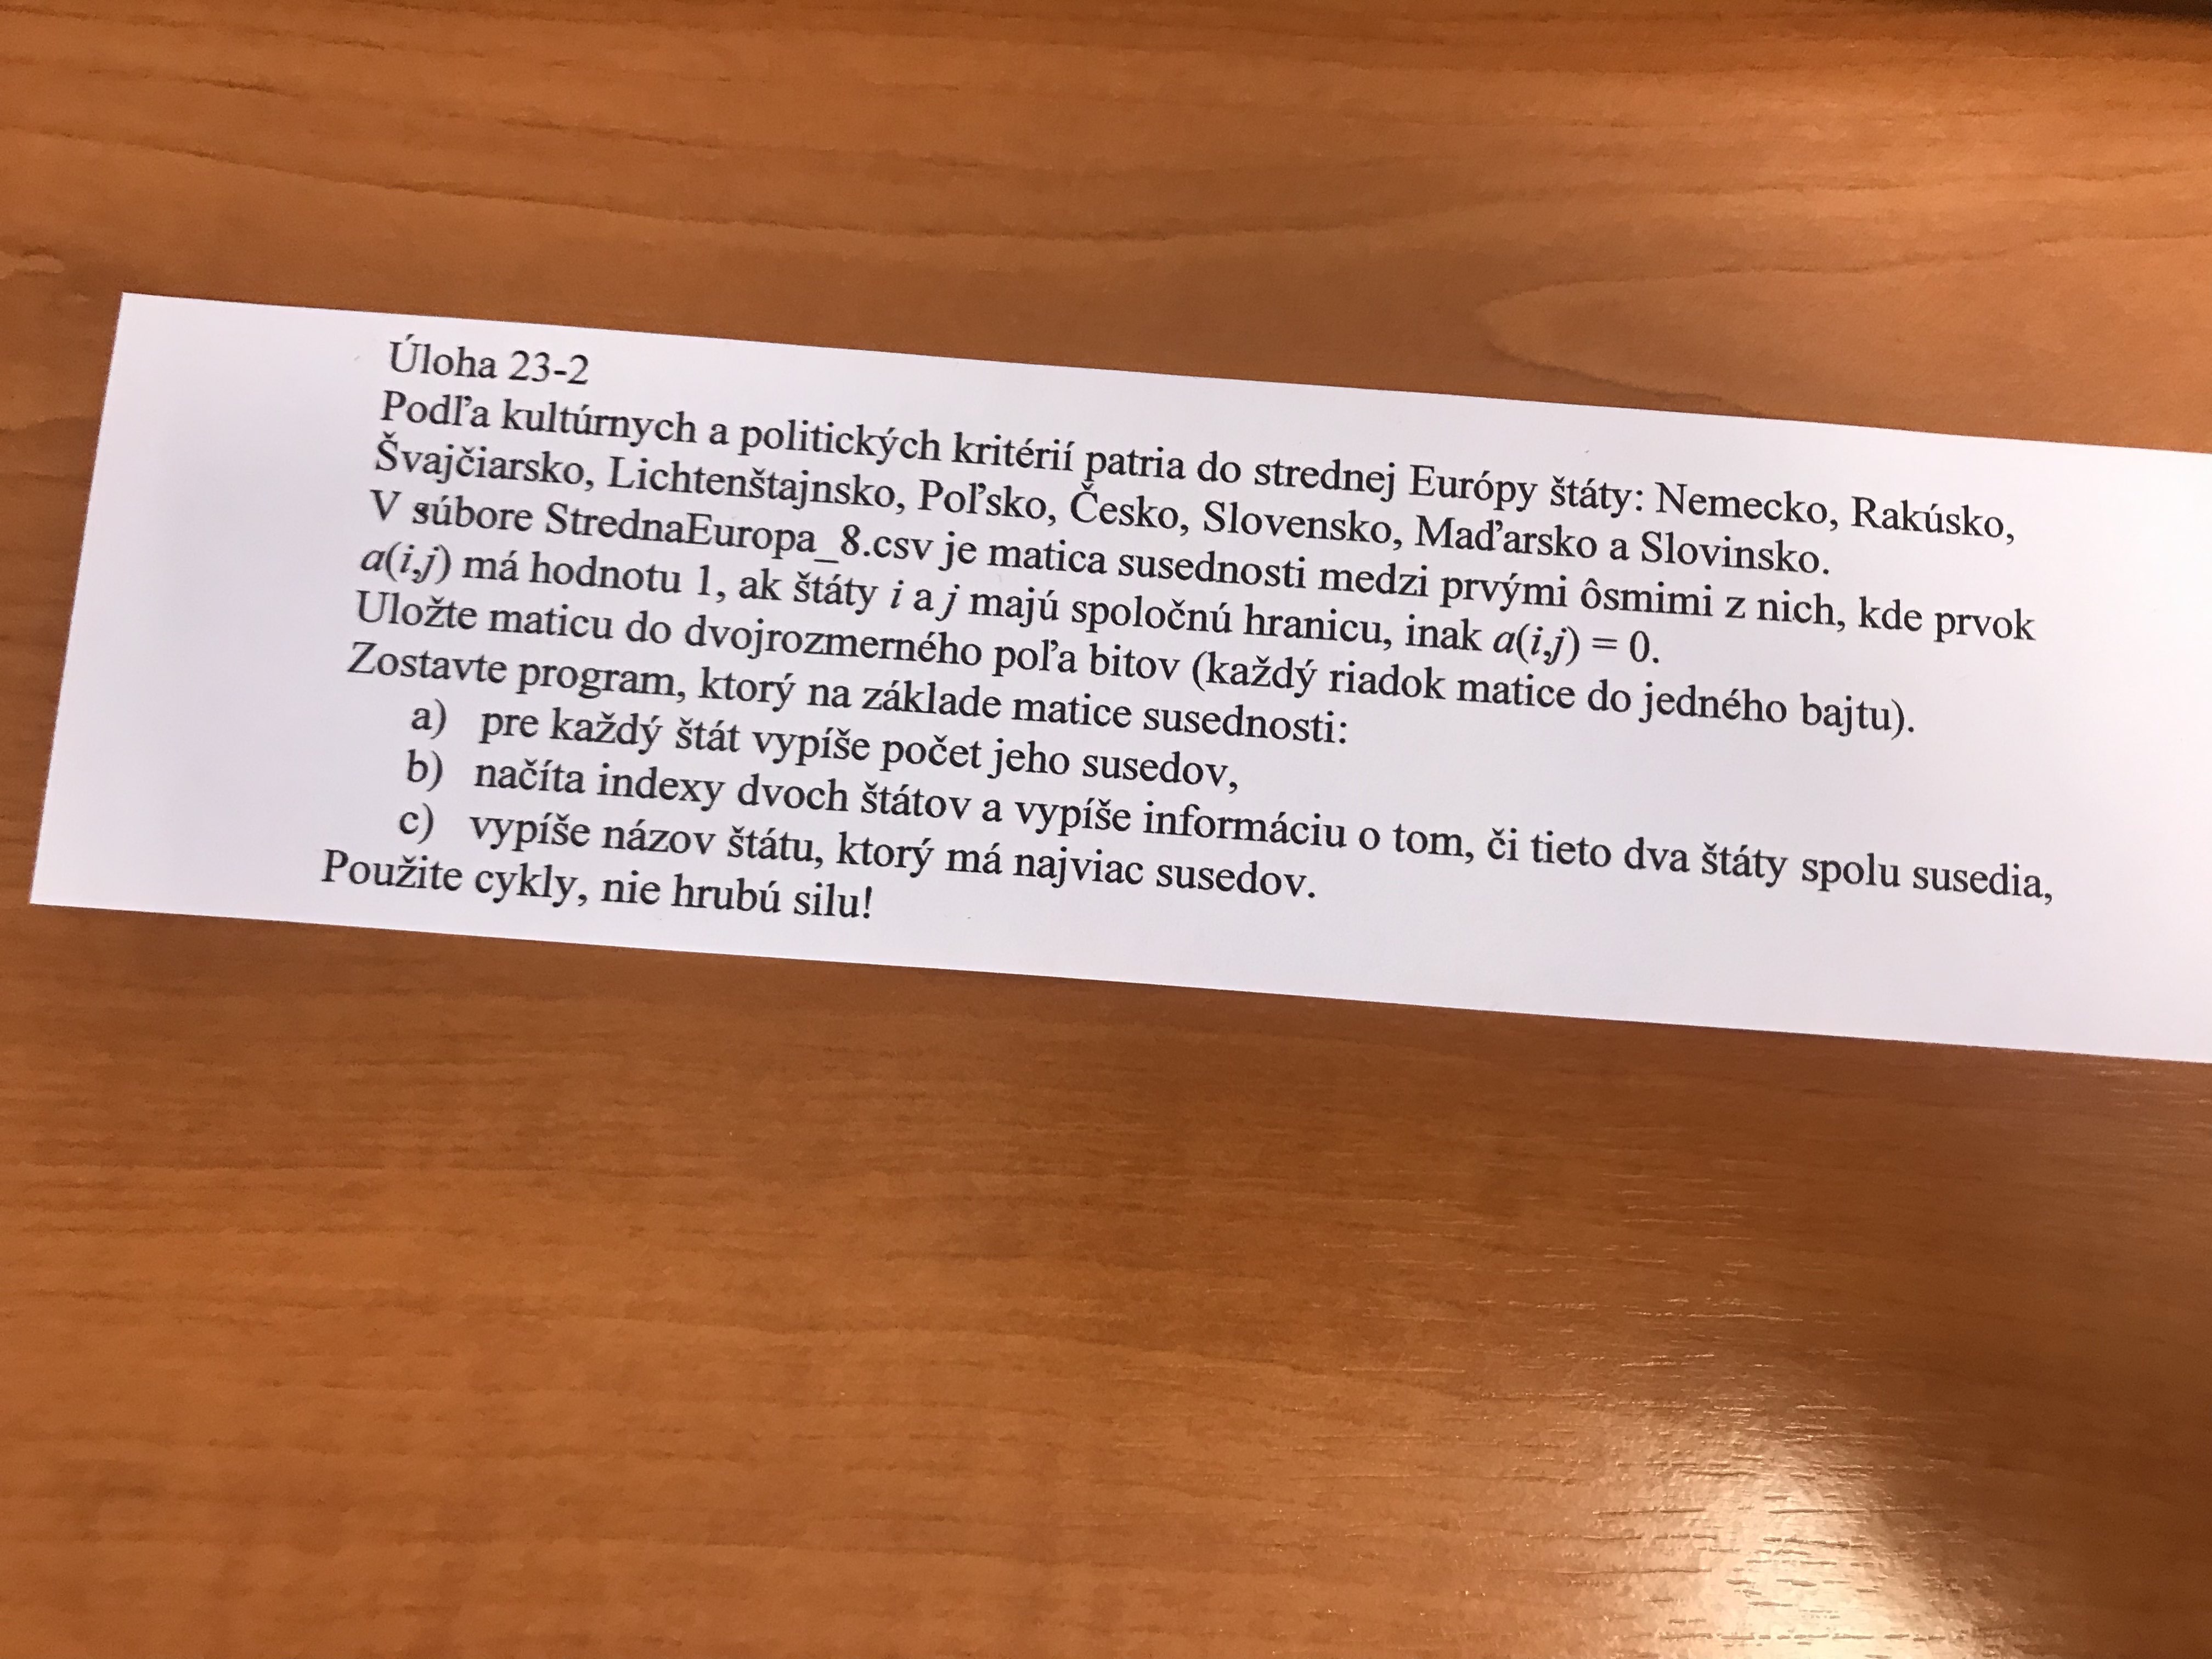 Úloha 23-2
Podľa kultúrnych a politických kritérií patria do strednej Európy štáty: Nemecko, Rakúsko,
Švajčiarsko, Lichtenštajnsko, Poľsko, Česko, Slovensko, Maďarsko a Slovinsko.
V súbore StrednaEuropa_8.csv je matica susednosti medzi prvými ôsmimi z nich, kde prvok
a(i,j) má hodnotu 1, ak štáty i a j majú spoločnú hranicu, inak a(i,j) = 0.
Uložte maticu do dvojrozmerného poľa bitov (každý riadok matice do jedného bajtu).
Zostavte program, ktorý na základe matice susednosti:
a) pre každý štát vypíše počet jeho susedov,
b) načíta indexy dvoch štátov a vypíše informáciu o tom, či tieto dva štáty spolu susedia,
c) vypíše názov štátu, ktorý má najviac susedov.
Použite cykly, nie hrubú silu!